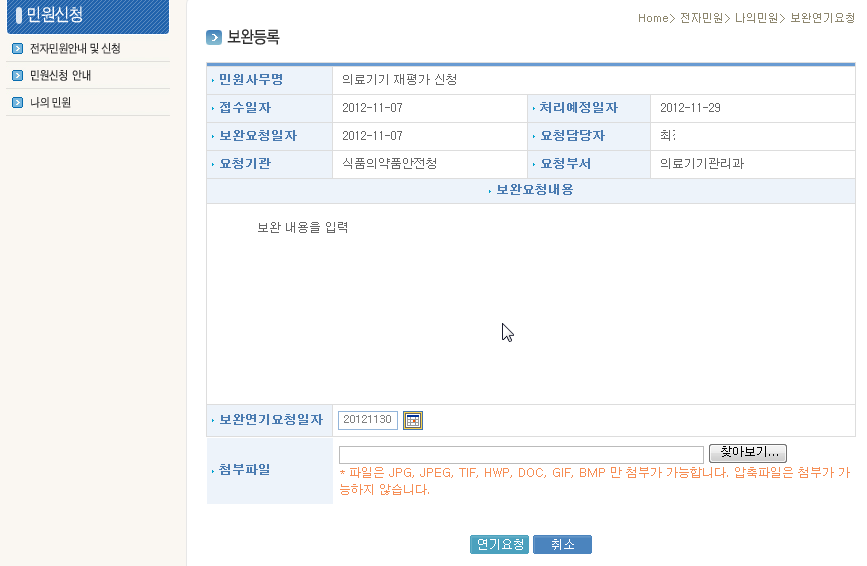 민원신청
전자민원안내 및 신청
민원신청 안내
나의 민원
Home> 전자민원> 나의민원> 보완연기요청
보완등록
민원사무명 의료기기 재평가 신청
접수일자 2012-11-07 처리예정일자 2012-11-29
보완요청일자 2012-11-07 요청담당자
요청기관 식품의약품안전청 요청부서 의료기기관리과
보완요청내용
보완 내용을 입력
보완연기요청일자 20121130
첨부파일 찾아보기...
* 파일은 JPG, JPEG, TIF, HWP, DOC, GIF, BMP 만 첨부가 가능합니다. 압축파일은 첨부가 가
능하지 않습니다.
연기요청 취소